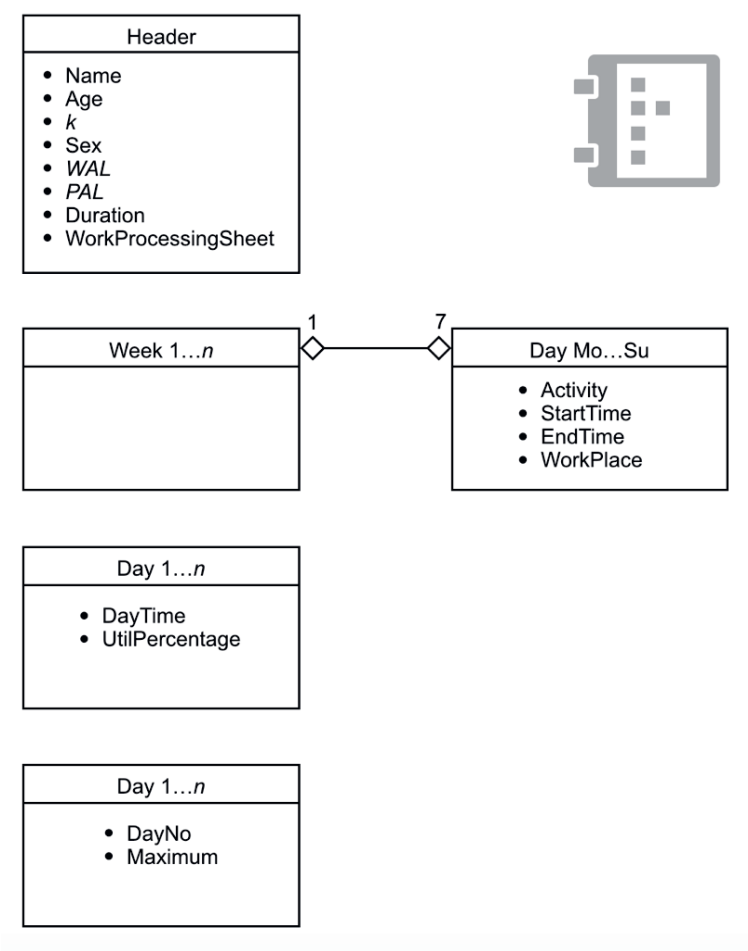 Header
• Name
• Age
• k
• Sex
• WAL
• PAL
• Duration
• WorkProcessingSheet
1 7
Week 1...n
Day Mo...Su
• Activity
• StartTime
• EndTime
• WorkPlace
Day 1...n
• DayTime
• UtilPercentage
Day 1...n
• DayNo
• Maximum